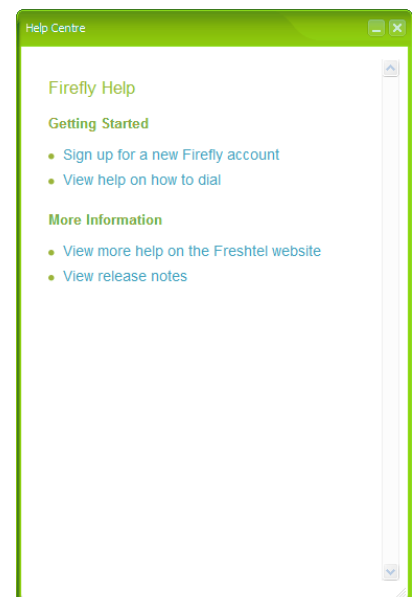 Help Centre
Firefly Help
Getting Started
Sign up for a new Firefly account
View help on how to dial
More Information
View more help on the Freshtel website
View release notes